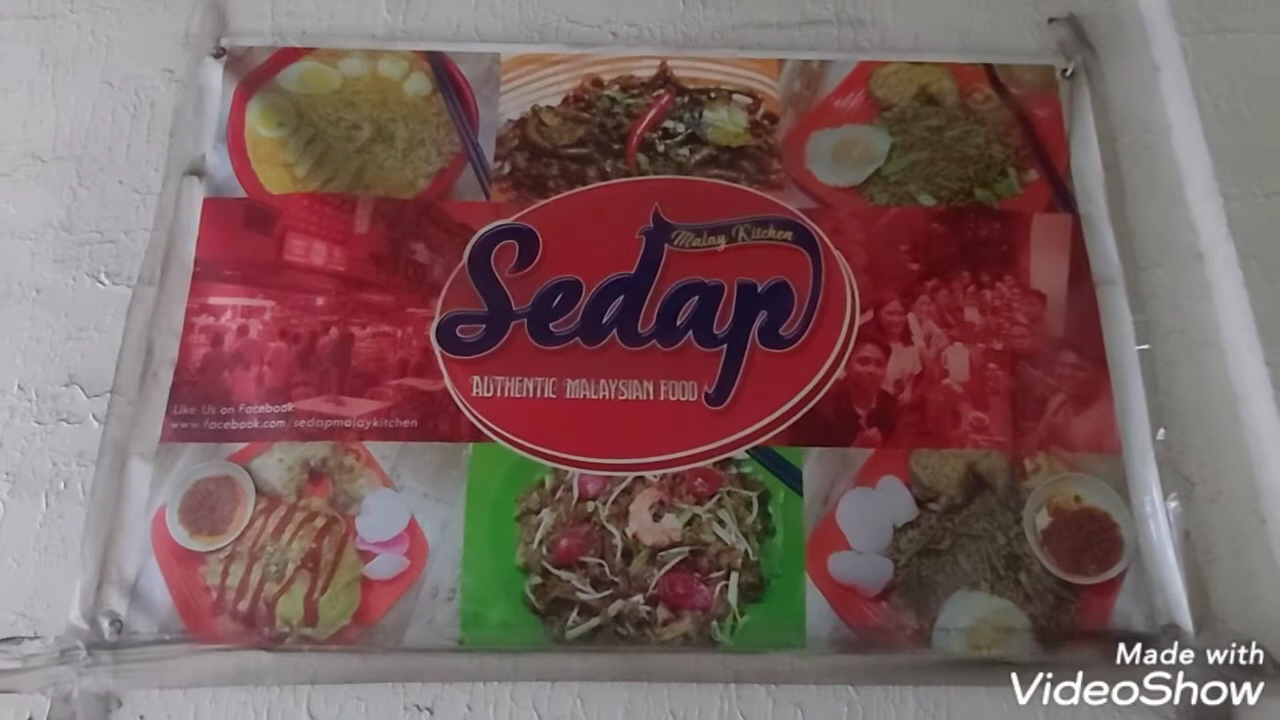 Malay Kitchen
Sedap
AUTHENTIC MALAYSIAN FOOD
Like Us on Facebook
www.facebook.com/sedapmalaykitchen
Made with
VideoShow